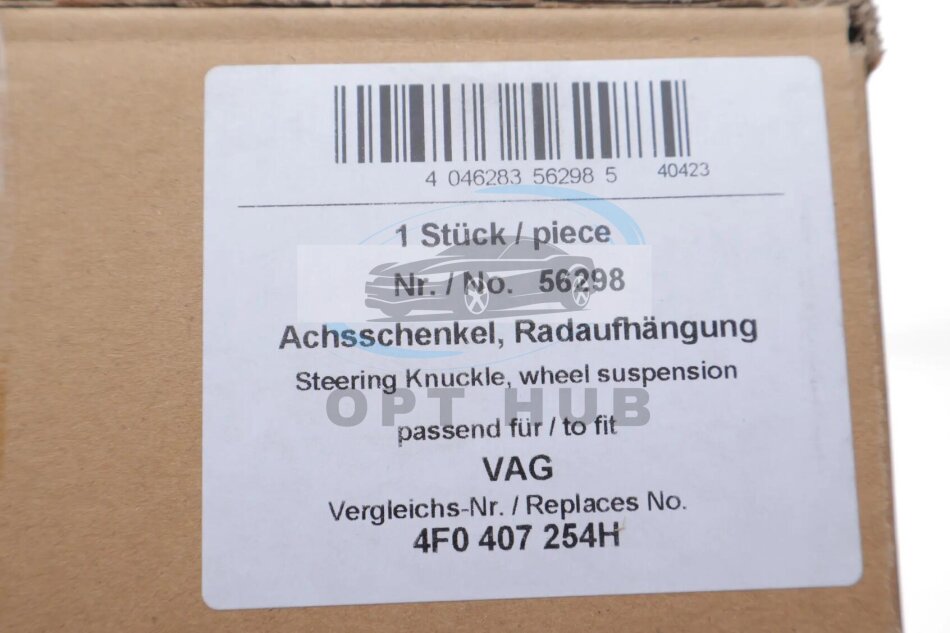 4 046283 56298 5 40423
1 Stück / piece
Nr. / No. 56298
Achsschenkel, Radaufhängung
Steering Knuckle, wheel suspension
OPT HUB
passend für / to fit
VAG
Vergleichs-Nr. / Replaces No.
4F0 407 254H